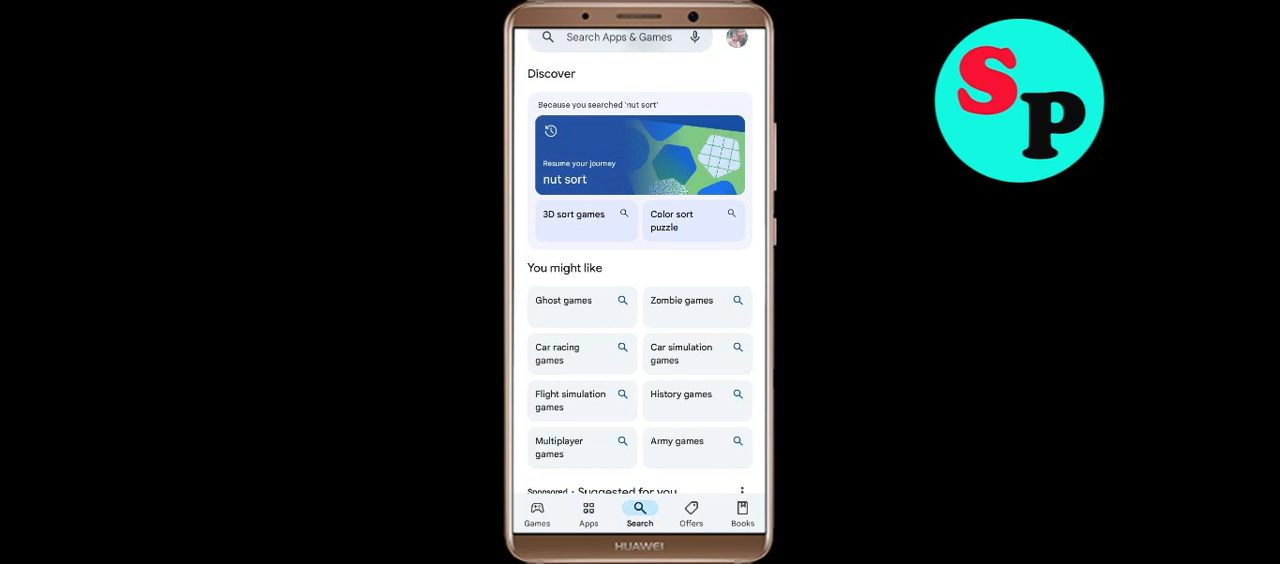 Search Apps & Games
Discover
Because you searched 'nut sort'
Resume your journey
nut sort
3D sort games
Color sort
puzzle
You might like
Ghost games
Zombie games
Car racing
games
Car simulation
games
Flight simulation
games
History games
Multiplayer
games
Army games
Sponsored · Suggested for you
Games
Apps
Search
Offers
Books
HUAWEI
SP